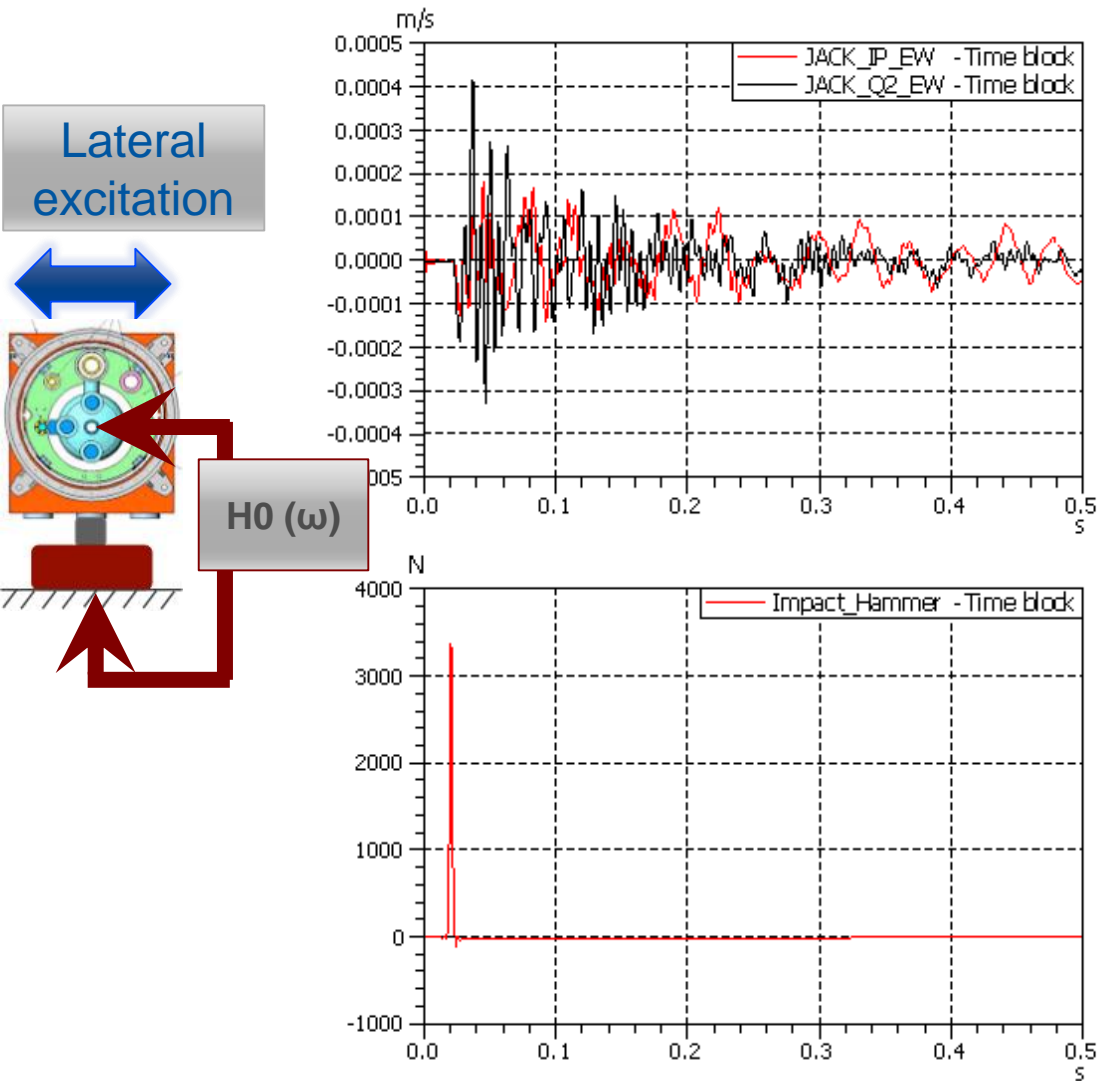 Lateral
excitation
H0 (ω)
m/s
0.0005
0.0004
0.0003
0.0002
0.0001
0.0000
-0.0001
-0.0002
-0.0003
-0.0004
005
JACK_IP_EW - Time block
JACK_Q2_EW - Time block
0.0 0.1 0.2 0.3 0.4 0.5
s
N
4000
3000
2000
1000
0
-1000
Impact_Hammer - Time block
0.0 0.1 0.2 0.3 0.4 0.5
s